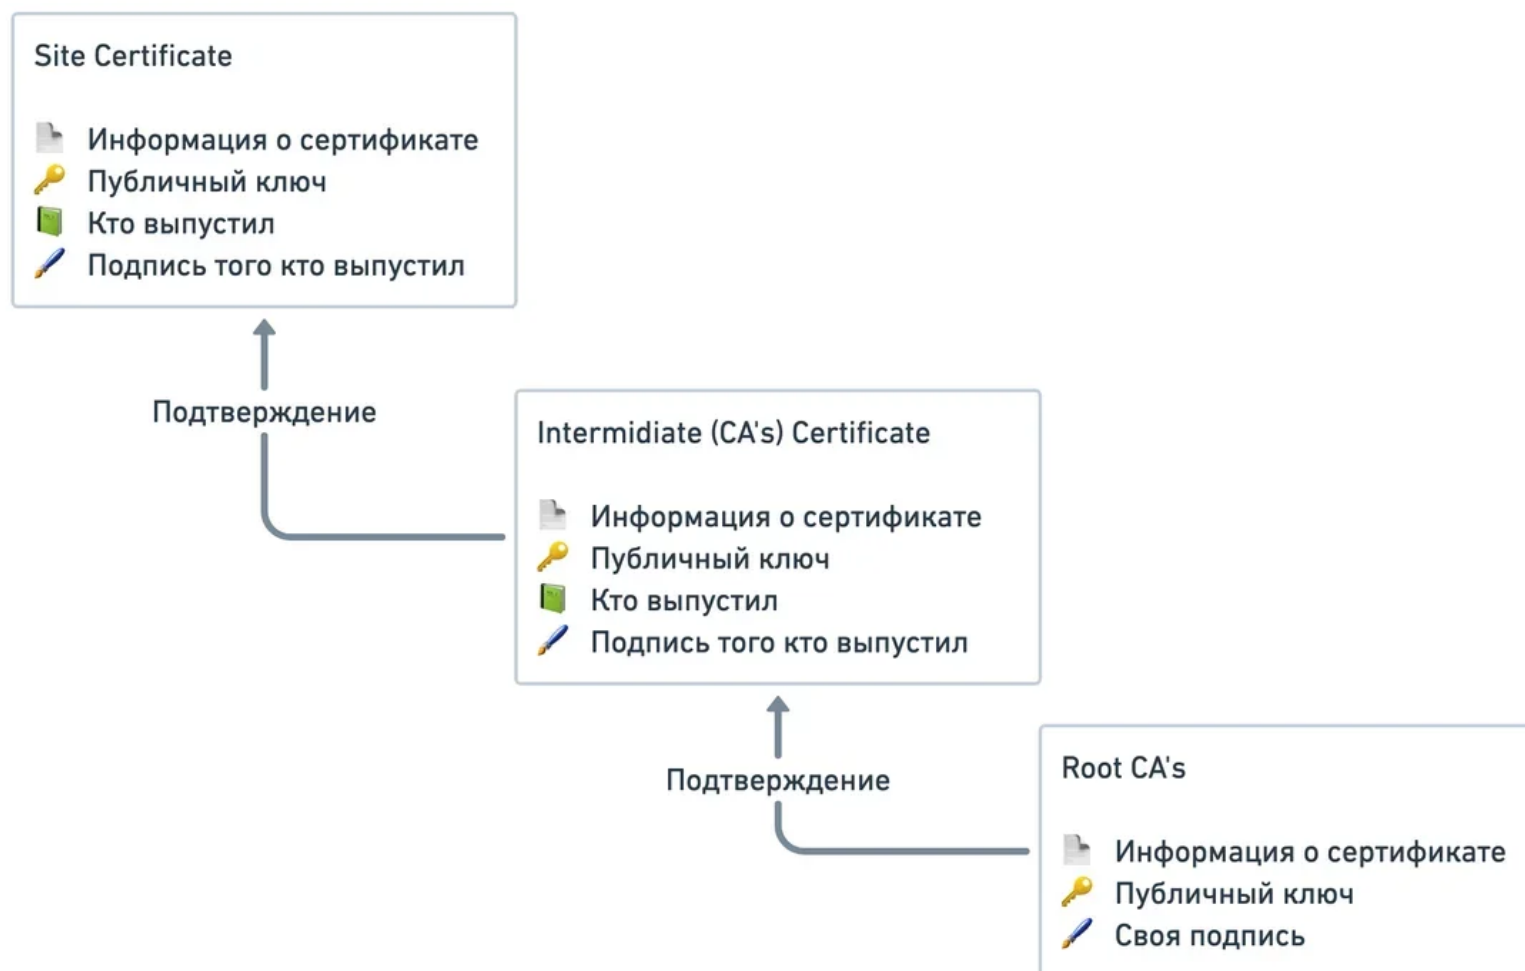 Site Certificate
Информация о сертификате
Публичный ключ
Кто выпустил
Подпись того кто выпустил
Подтверждение
Intermidiate (CA's) Certificate
Информация о сертификате
Публичный ключ
Кто выпустил
Подпись того кто выпустил
Подтверждение
Root CA's
Информация о сертификате
Публичный ключ
Своя подпись